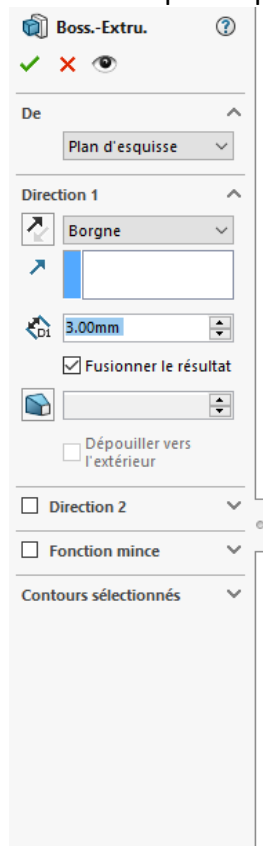 Boss.-Extru.
De
Plan d'esquisse
Direction 1
Borgne
D1
3.00mm
Fusionner le résultat
Dépouiller vers
l'extérieur
Direction 2
Fonction mince
Contours sélectionnés